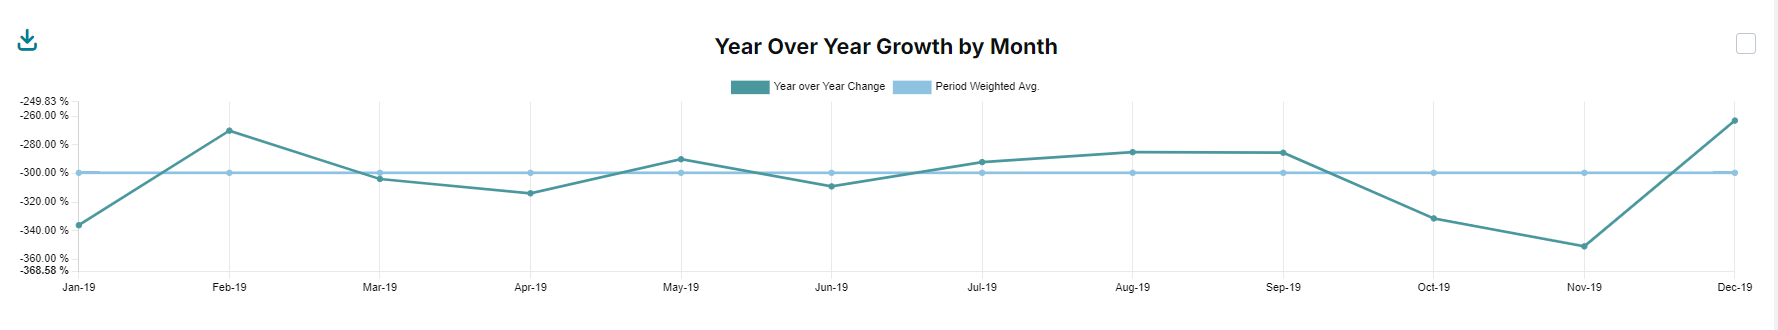 Year Over Year Growth by Month
Year over Year Change Period Weighted Avg.
-249.83 %
-260.00 %
-280.00 %
-300.00 %
-320.00 %
-340.00 %
-360.00 %
-368.58 %
Jan-19 Feb-19 Mar-19 Apr-19 May-19 Jun-19 Jul-19 Aug-19 Sep-19 Oct-19 Nov-19 Dec-19